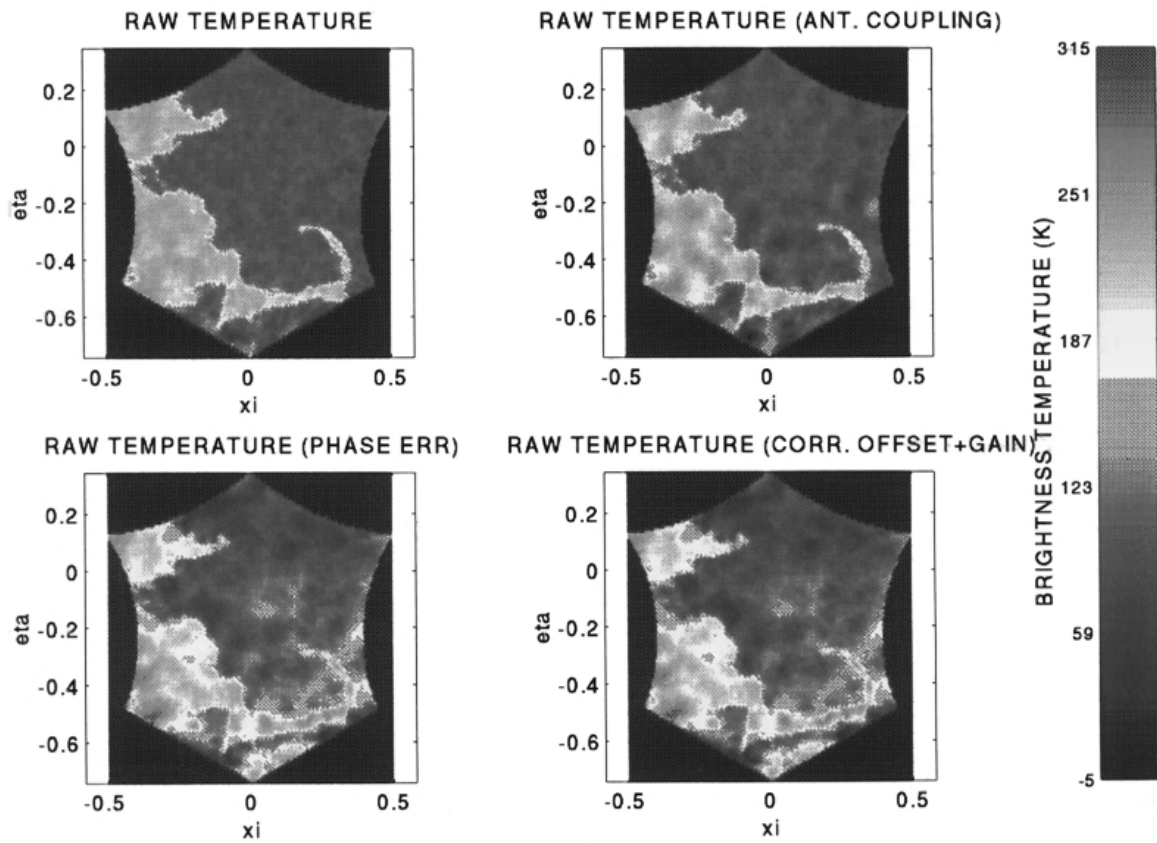 RAW TEMPERATURE
RAW TEMPERATURE (ANT. COUPLING)
0.2
0
-0.2
-0.4
-0.6
eta
-0.5
0
0.5
xi
0.2
0
-0.2
-0.4
-0.6
eta
-0.5
0
0.5
xi
RAW TEMPERATURE (PHASE ERR)
RAW TEMPERATURE (CORR. OFFSET+GAIN)
0.2
0
-0.2
-0.4
-0.6
eta
-0.5
0
0.5
xi
0.2
0
-0.2
-0.4
-0.6
eta
-0.5
0
0.5
xi
BRIGHTNESS TEMPERATURE (K)
315
251
187
123
59
-5